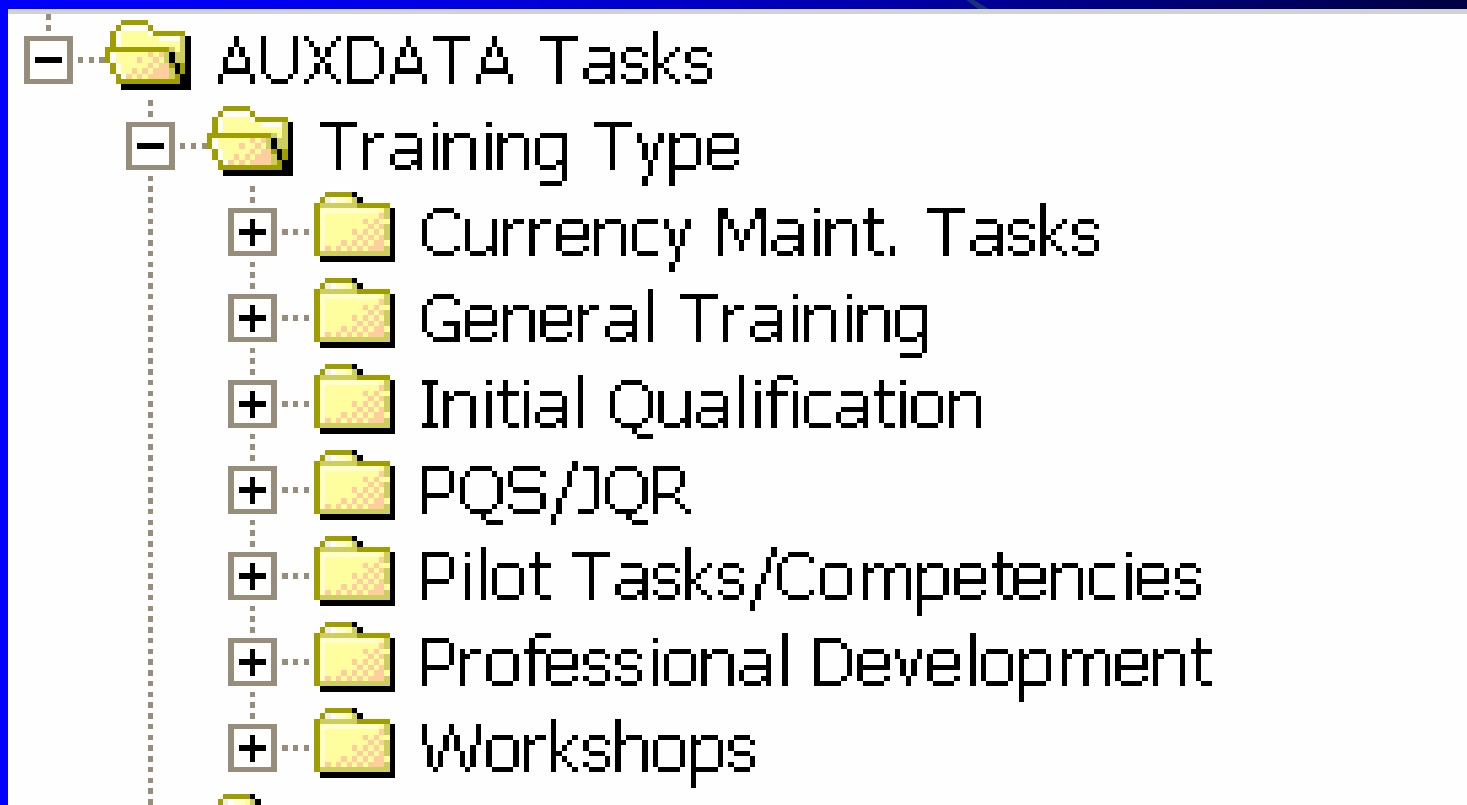 AUXDATA Tasks
Training Type
Currency Maint. Tasks
General Training
Initial Qualification
PQS/JQR
Pilot Tasks/Competencies
Professional Development
Workshops